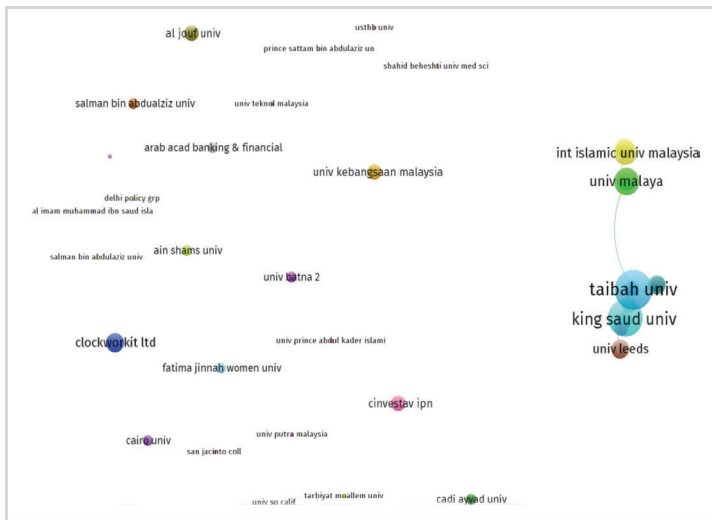 usthb univ
al jouf univ
prince sattam bin abdulaziz un
shahid beheshti univ med sci
salman bin abdualziz univ
univ teknol malaysia
arab acad banking & financial
int islamic univ malaysia
univ kebangsaan malaysia
univ malaya
delhi policy grp
al imam muhammad ibn saud isla
ain shams univ
salman bin abdulaziz univ
univ batna 2
taibah univ
king saud univ
univ prince abdul kader islami
clockworkit ltd
univ leeds
fatima jinnah women univ
cinvestav ipn
univ putra malaysia
cairo univ
san jacinto coll
tarbiyat moallem univ
cadi ayyad univ
univ so calif